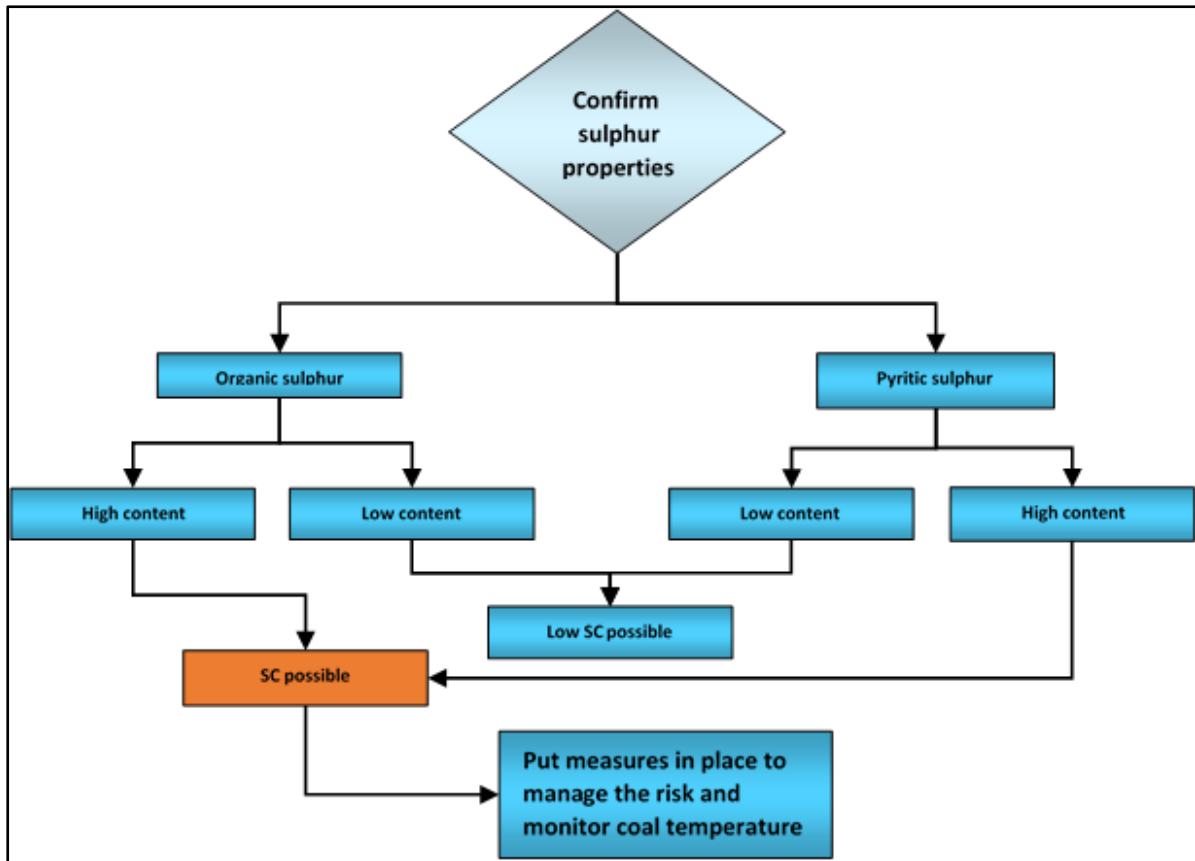 Confirm
sulphur
properties
Organic sulphur
Pyritic sulphur
High content
Low content
Low content
High content
Low SC possible
SC possible
Put measures in place to
manage the risk and
monitor coal temperature